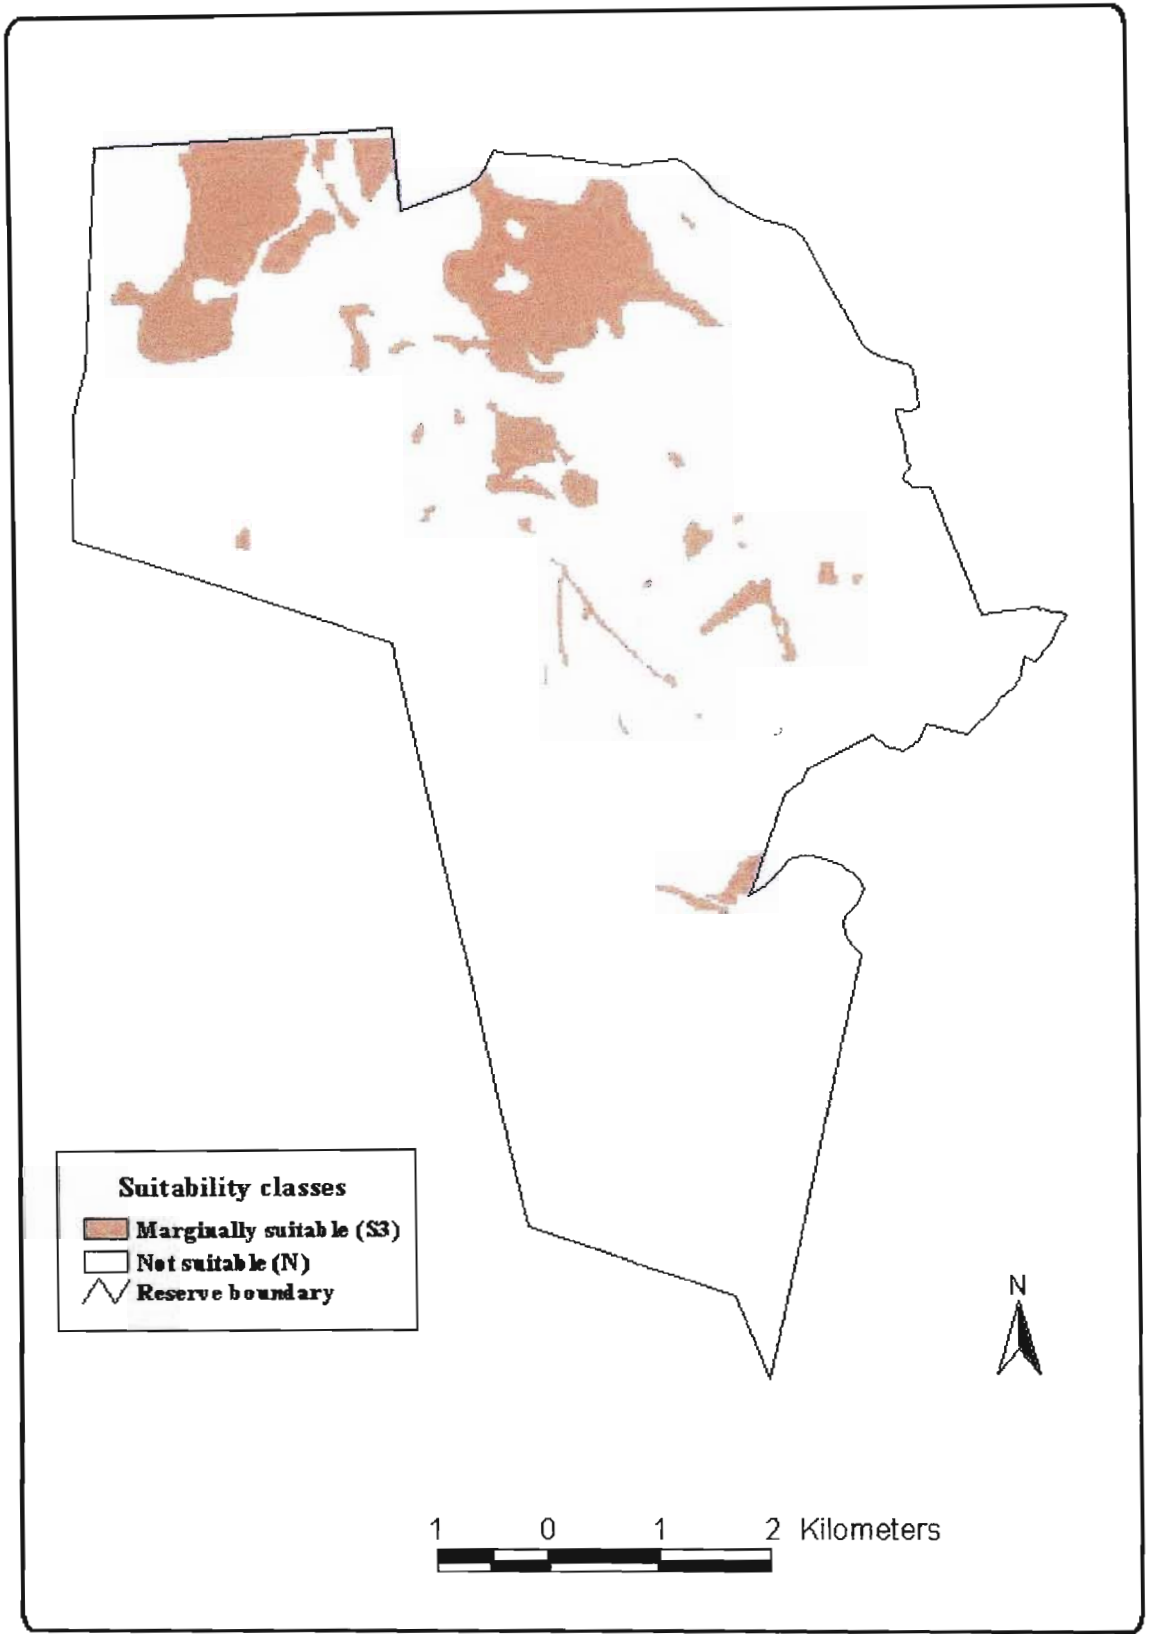 Suitability classes
Marginally suitable (S3)
Not suitable (N)
Reserve boundary
N
1 0 1 2 Kilometers